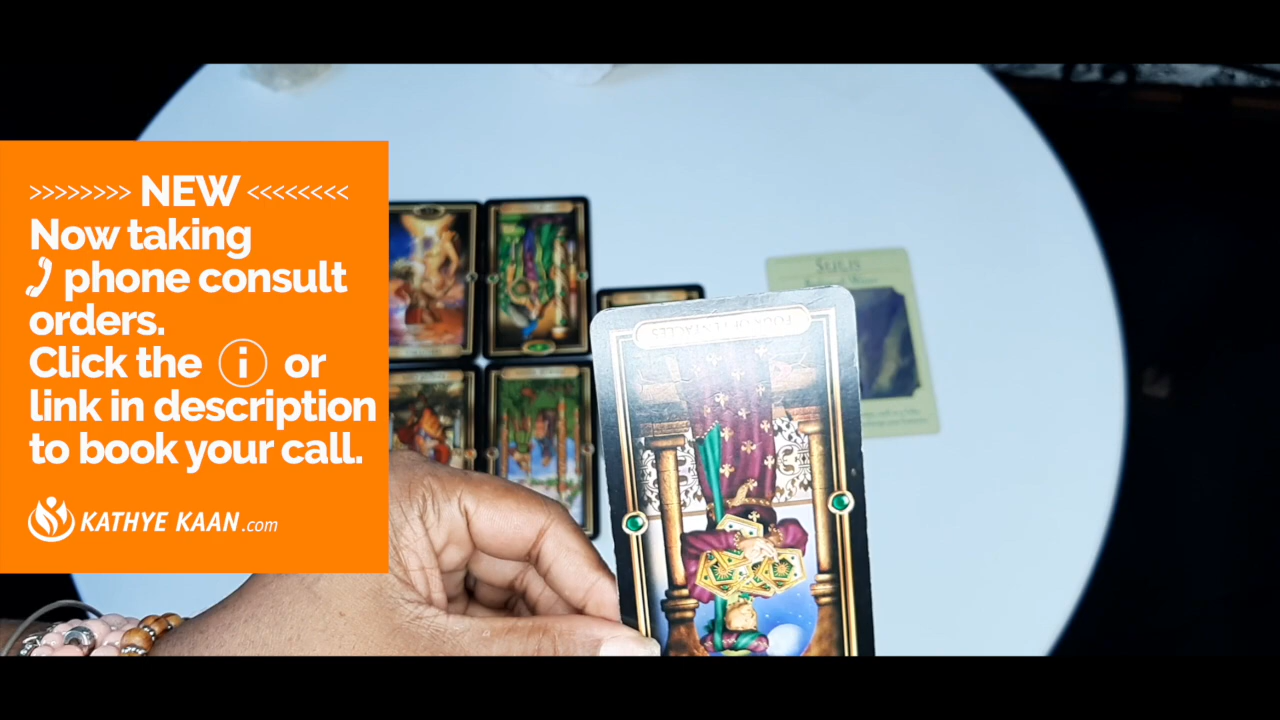 >>>>>>>> NEW <<<<<<<<
Now taking
phone consult
orders.
Click the i or
link in description
to book your call.
KATHYE KAAN.com
FOUR OF PENTACLES
SULIS